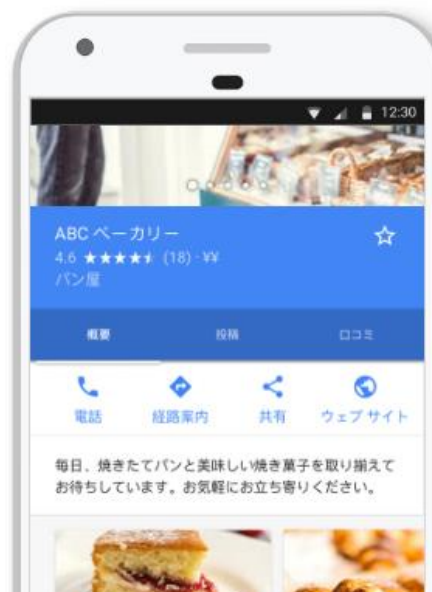 12:30
ABC ベーカリー
4.6 ★★★★★ (18) · ¥¥
パン屋
概要 投稿 口コミ
電話 経路案内 共有 ウェブ サイト
毎日、焼きたてパンと美味しい焼き菓子を取り揃えて
お待ちしています。お気軽にお立ち寄りください。